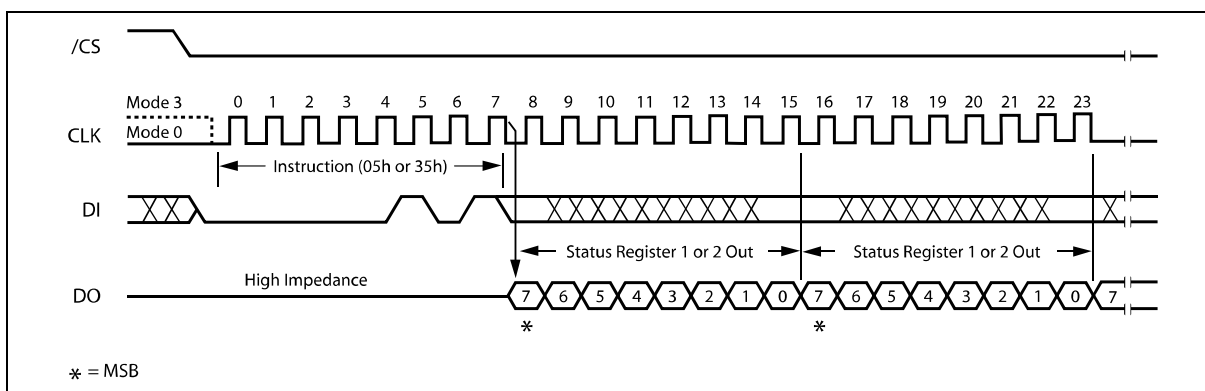 /CS
Mode 3
0 1 2 3 4 5 6 7 8 9 10 11 12 13 14 15 16 17 18 19 20 21 22 23
CLK
Mode 0
Instruction (05h or 35h)
DI
Status Register 1 or 2 Out
Status Register 1 or 2 Out
High Impedance
DO
7 6 5 4 3 2 1 0 7 6 5 4 3 2 1 0 7
* *
* = MSB